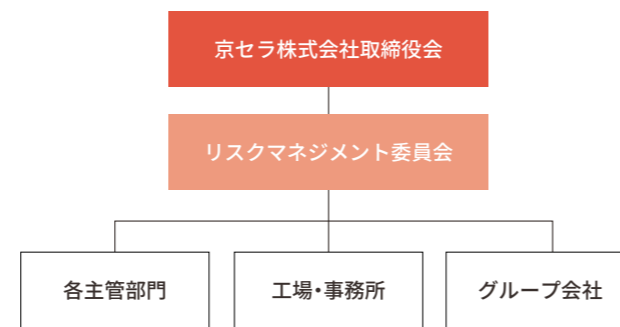 京セラ株式会社取締役会
リスクマネジメント委員会
各主管部門
工場・事務所
グループ会社